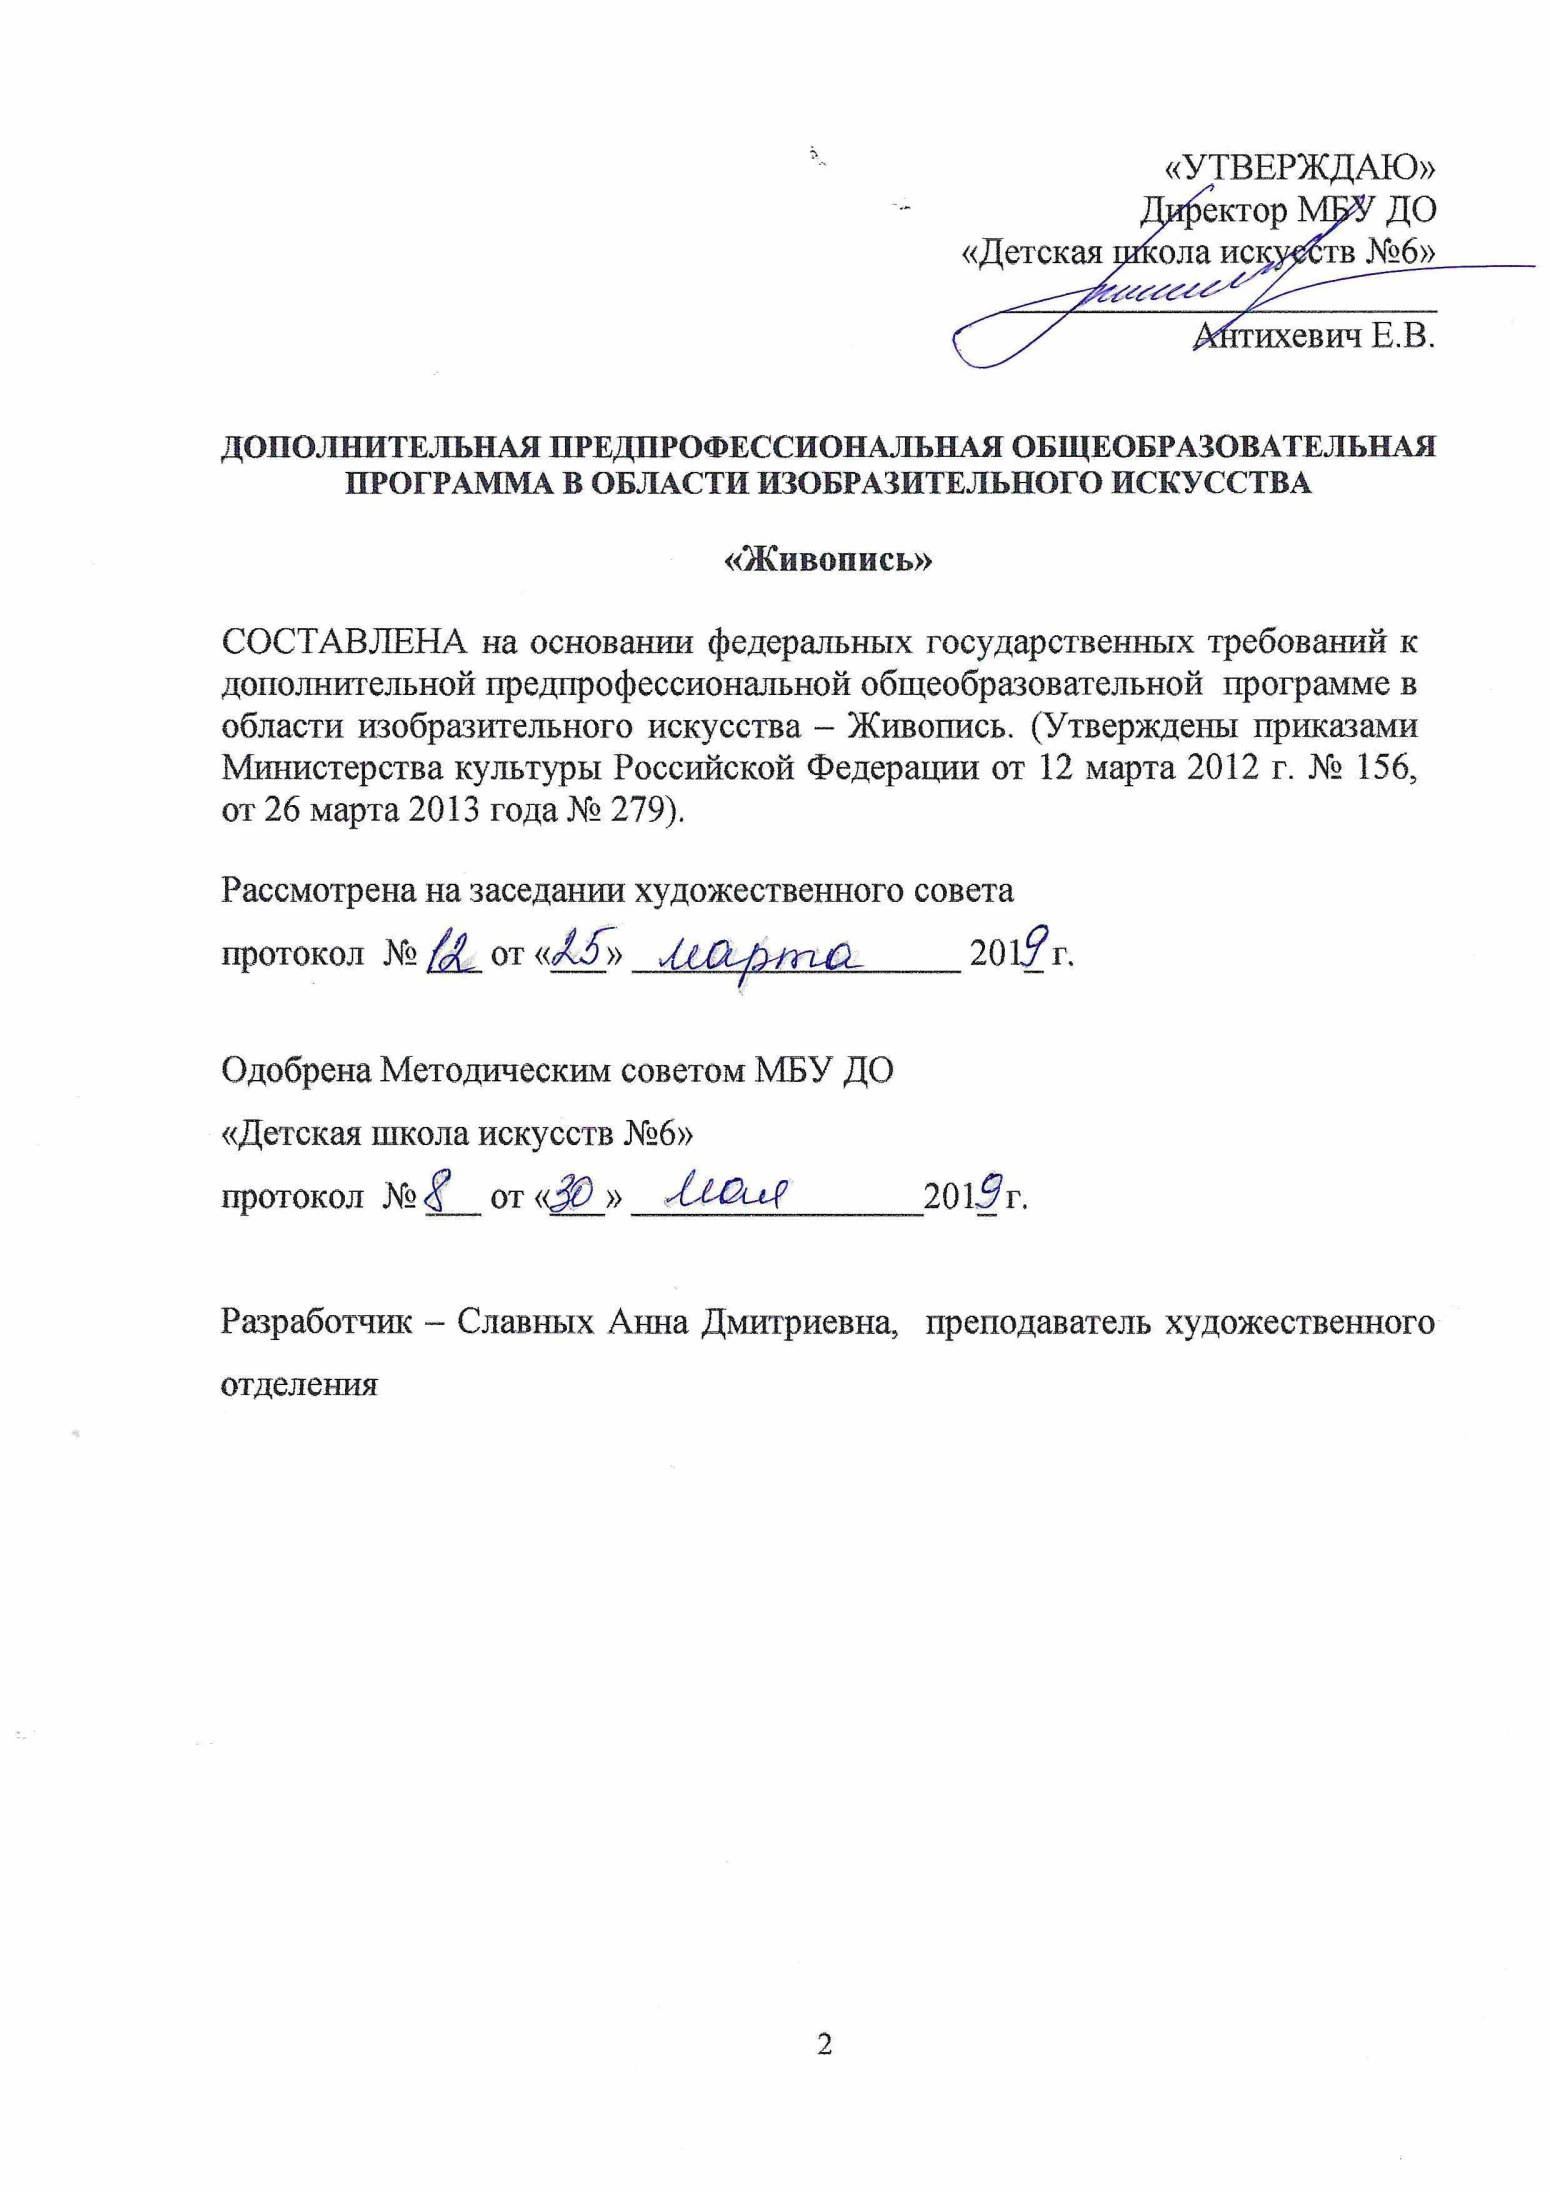 «УТВЕРЖДАЮ»
Директор МБУ ДО
«Детская школа искусств №6»
Антихевич Е.В.
ДОПОЛНИТЕЛЬНАЯ ПРЕДПРОФЕССИОНАЛЬНАЯ ОБЩЕОБРАЗОВАТЕЛЬНАЯ
ПРОГРАММА В ОБЛАСТИ ИЗОБРАЗИТЕЛЬНОГО ИСКУССТВА
«Живопись»
СОСТАВЛЕНА на основании федеральных государственных требований к
дополнительной предпрофессиональной общеобразовательной программе в
области изобразительного искусства – Живопись. (Утверждены приказами
Министерства культуры Российской Федерации от 12 марта 2012 г. № 156,
от 26 марта 2013 года № 279).
Рассмотрена на заседании художественного совета
протокол № 12 от «25» марта 2019 г.
Одобрена Методическим советом МБУ ДО
«Детская школа искусств №6»
протокол № 8 от «30» мая 2019 г.
Разработчик – Славных Анна Дмитриевна, преподаватель художественного
отделения
2